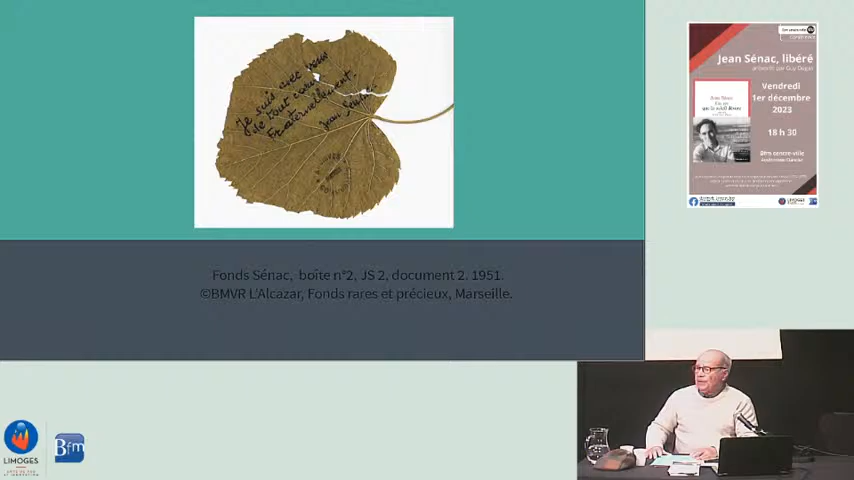 Je suis avec vous
de tout cœur,
Fraternellement.
Jean Sénac
Fonds Sénac, boîte n°2, JS 2, document 2. 1951.
©BMVR L'Alcazar, Fonds rares et précieux, Marseille.
Jean Sénac, libéré
Vendredi
1er décembre
2023
18 h 30
Bfm centre-ville
LIMOGES
Bfm